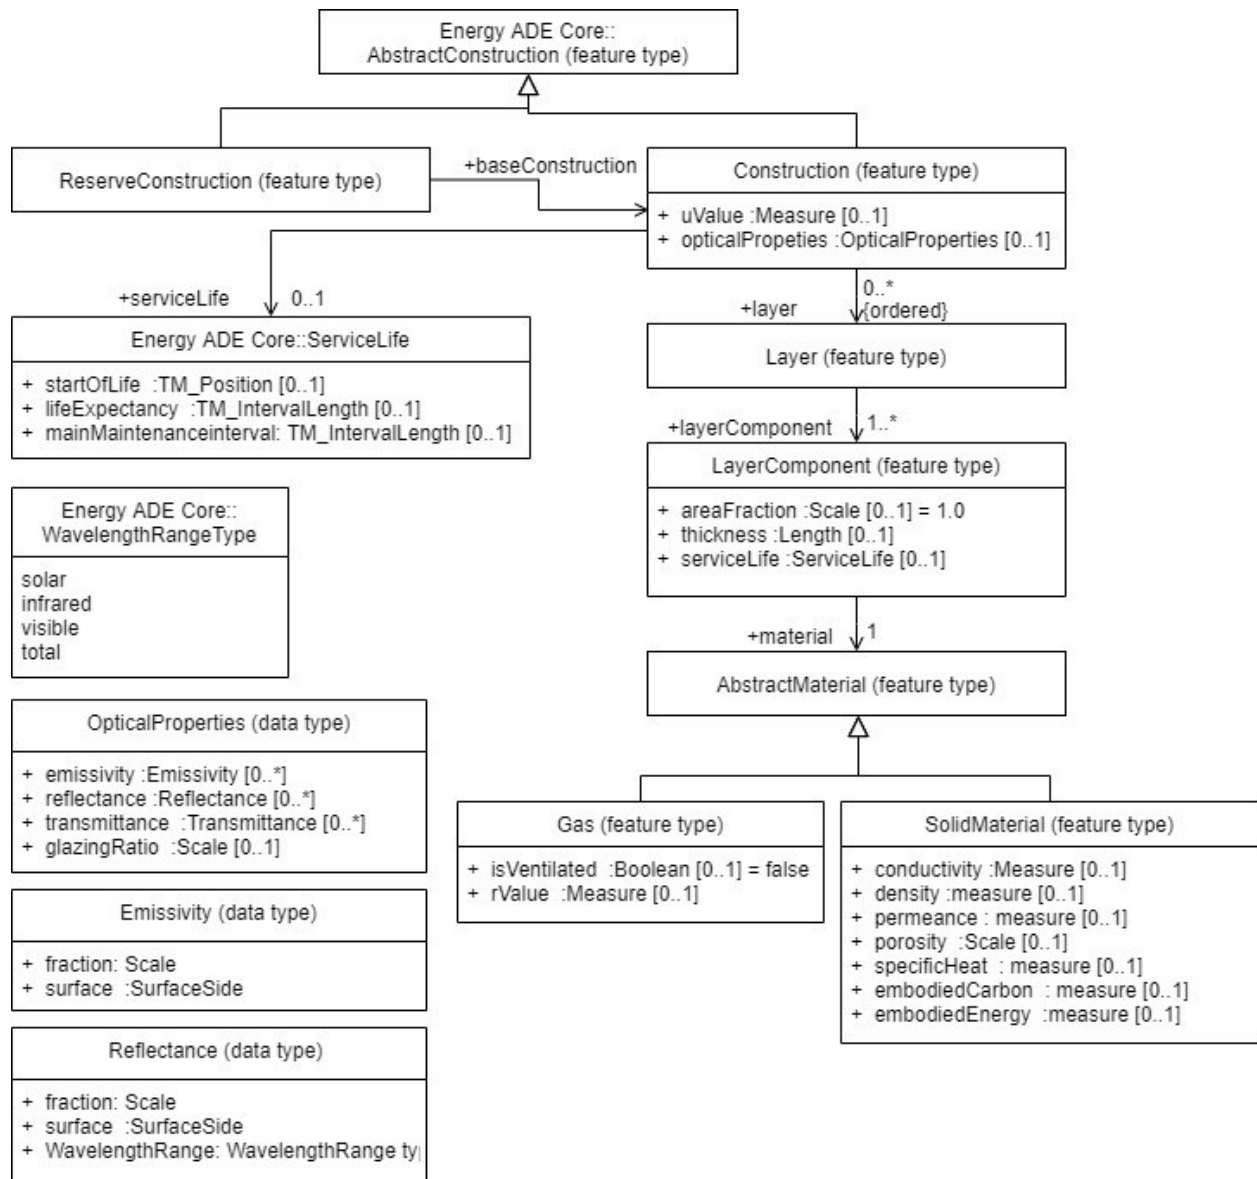 Energy ADE Core::
AbstractConstruction (feature type)
ReserveConstruction (feature type)
+baseConstruction
Construction (feature type)
+ uValue :Measure [0..1]
+ opticalPropeties :OpticalProperties [0..1]
+serviceLife
0..1
0..*
{ordered}
+layer
Energy ADE Core::ServiceLife
+ startOfLife :TM_Position [0..1]
+ lifeExpectancy :TM_IntervalLength [0..1]
+ mainMaintenanceinterval: TM_IntervalLength [0..1]
Layer (feature type)
+layerComponent
1..*
LayerComponent (feature type)
+ areaFraction :Scale [0..1] = 1.0
+ thickness :Length [0..1]
+ serviceLife :ServiceLife [0..1]
Energy ADE Core::
WavelengthRangeType
solar
infrared
visible
total
+material
1
AbstractMaterial (feature type)
OpticalProperties (data type)
+ emissivity :Emissivity [0..*]
+ reflectance :Reflectance [0..*]
+ transmittance :Transmittance [0..*]
+ glazingRatio :Scale [0..1]
Gas (feature type)
+ isVentilated :Boolean [0..1] = false
+ rValue :Measure [0..1]
SolidMaterial (feature type)
+ conductivity :Measure [0..1]
+ density :measure [0..1]
+ permeance : measure [0..1]
+ porosity :Scale [0..1]
+ specificHeat : measure [0..1]
+ embodiedCarbon : measure [0..1]
+ embodiedEnergy :measure [0..1]
Emissivity (data type)
+ fraction: Scale
+ surface :SurfaceSide
Reflectance (data type)
+ fraction: Scale
+ surface :SurfaceSide
+ WavelengthRange: WavelengthRange ty